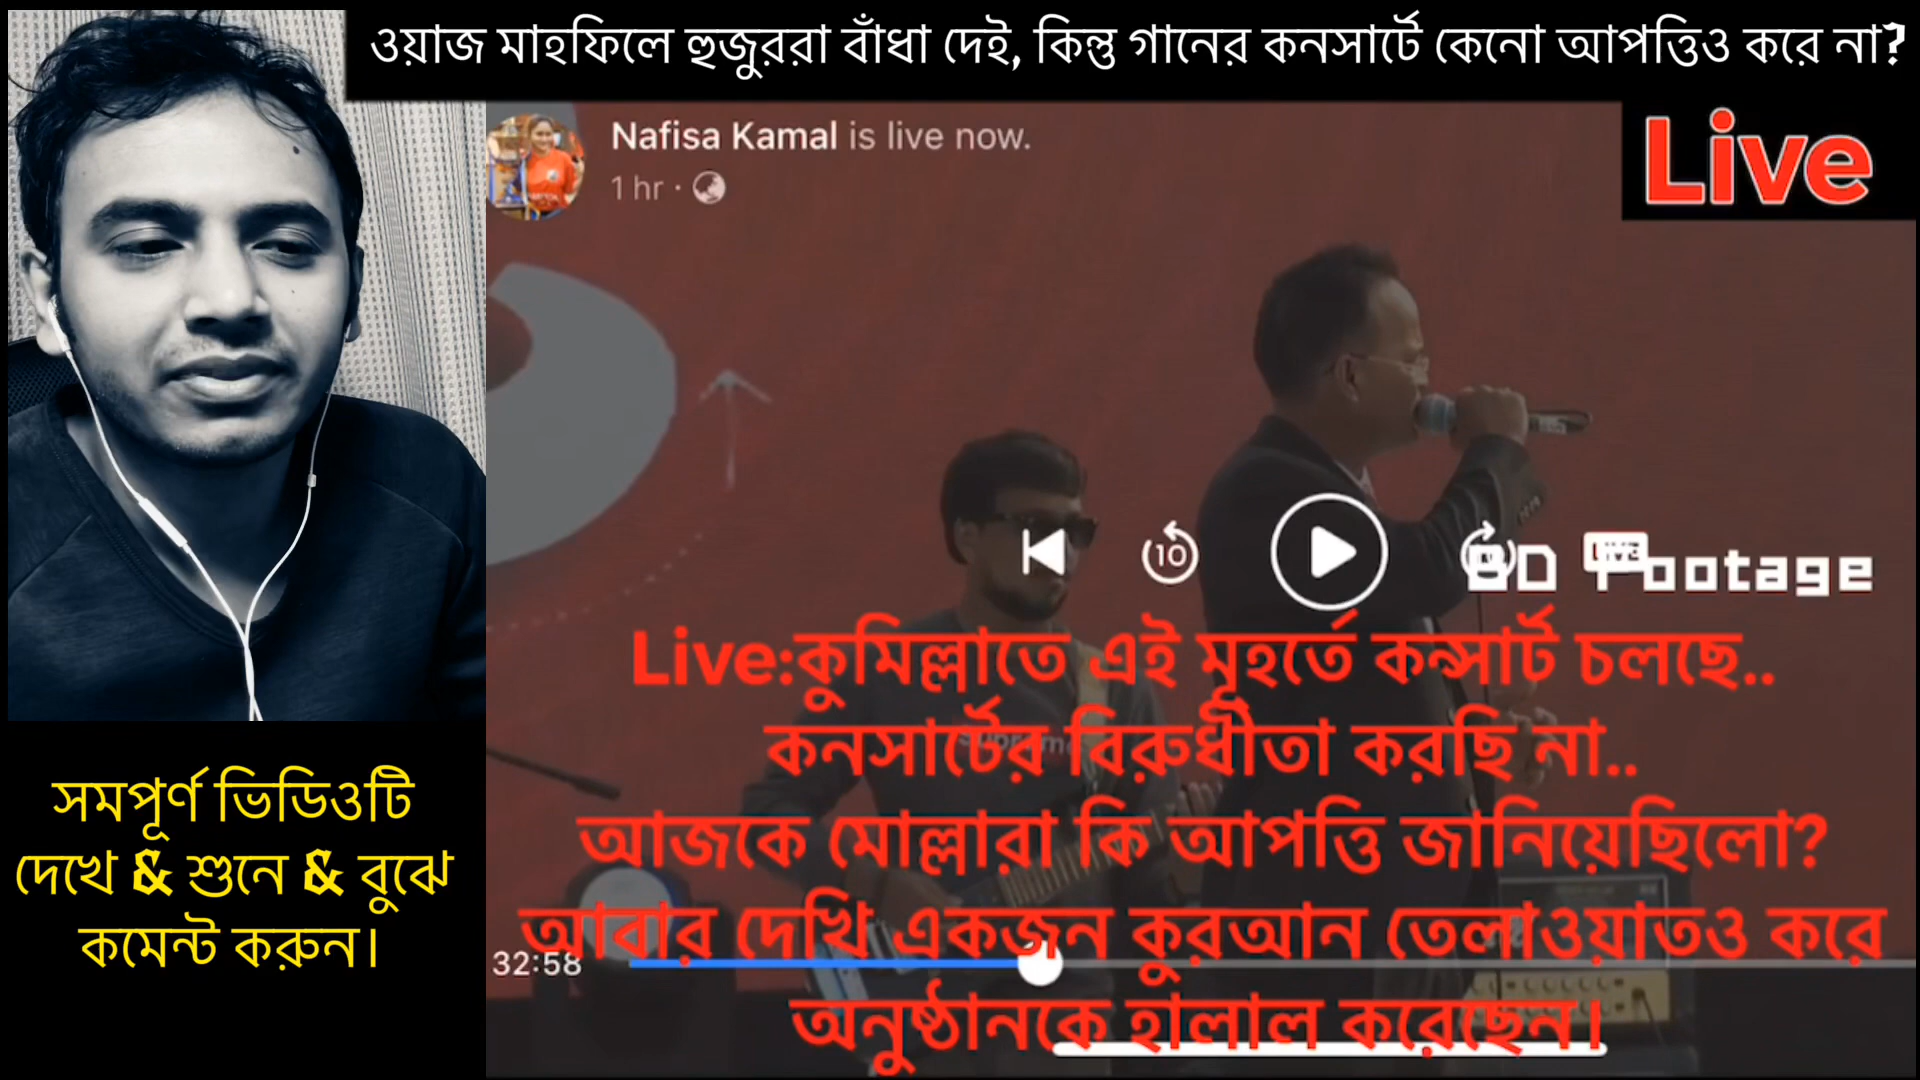 ওয়াজ মাহফিলে হুজুররা বাঁধা দেই, কিন্তু গানের কনসার্টে কেনো আপত্তিও করে না?
Nafisa Kamal is live now.
1 hr ·
Live
10
BD Footage
Live:কুমিল্লাতে এই মূহর্তে কন্সার্ট চলছে..
কনসার্টের বিরুধীতা করছি না..
আজকে মোল্লারা কি আপত্তি জানিয়েছিলো?
আবার দেখি একজন কুরআন তেলাওয়াতও করে
অনুষ্ঠানকে হালাল করেছেন।
32:58
সমপূর্ণ ভিডিওটি
দেখে & শুনে & বুঝে
কমেন্ট করুন।